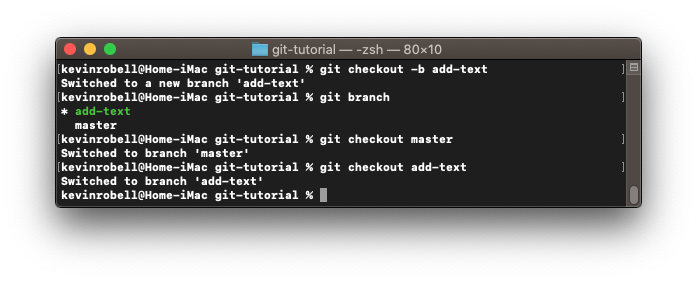 git-tutorial — -zsh — 80×10
[kevinrobell@Home-iMac git-tutorial % git checkout -b add-text ]
Switched to a new branch 'add-text'
[kevinrobell@Home-iMac git-tutorial % git branch ]
* add-text
master
[kevinrobell@Home-iMac git-tutorial % git checkout master ]
Switched to branch 'master'
[kevinrobell@Home-iMac git-tutorial % git checkout add-text ]
Switched to branch 'add-text'
kevinrobell@Home-iMac git-tutorial %